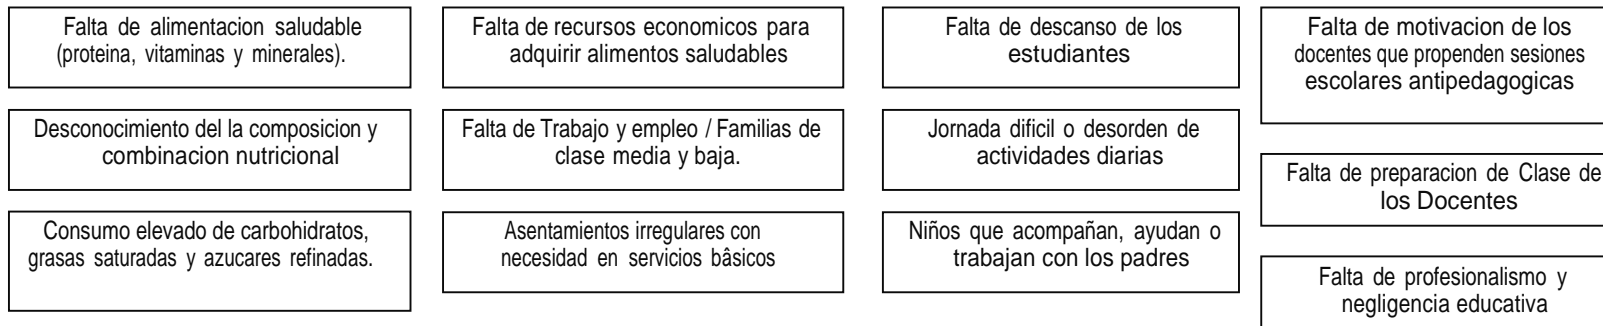 Falta de alimentacion saludable
(proteina, vitaminas y minerales).
Desconocimiento del la composicion y
combinacion nutricional
Consumo elevado de carbohidratos,
grasas saturadas y azucares refinadas.
Falta de recursos economicos para
adquirir alimentos saludables
Falta de Trabajo y empleo / Familias de
clase media y baja.
Asentamientos irregulares con
necesidad en servicios bâsicos
Falta de descanso de los
estudiantes
Jornada dificil o desorden de
actividades diarias
Niños que acompañan, ayudan o
trabajan con los padres
Falta de motivacion de los
docentes que propenden sesiones
escolares antipedagogicas
Falta de preparacion de Clase de
los Docentes
Falta de profesionalismo y
negligencia educativa